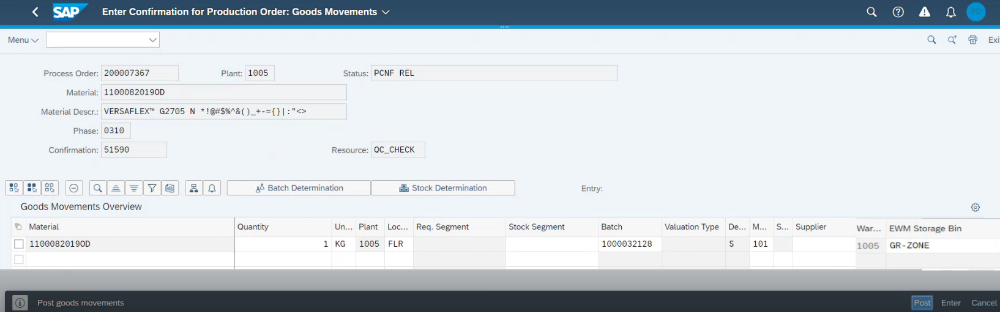 SAP Enter Confirmation for Production Order: Goods Movements PD
Menu Exi
Process Order: 200007367 Plant: 1005 Status: PCNF REL
Material: 1100082019OD
Material Descr.: VERSAFLEX™ G2705 N *!@#$%^&()_+-={}|:"<>
Phase: 0310
Confirmation: 51590 Resource: QC_CHECK
Batch Determination Stock Determination Entry:
Goods Movements Overview
Material Quantity Un... Plant Loc... Req. Segment Stock Segment Batch Valuation Type De... M... S... Supplier War... EWM Storage Bin
1100082019OD 1 KG 1005 FLR 1000032128 S 101 1005 GR-ZONE
Post goods movements Post Enter Cancel